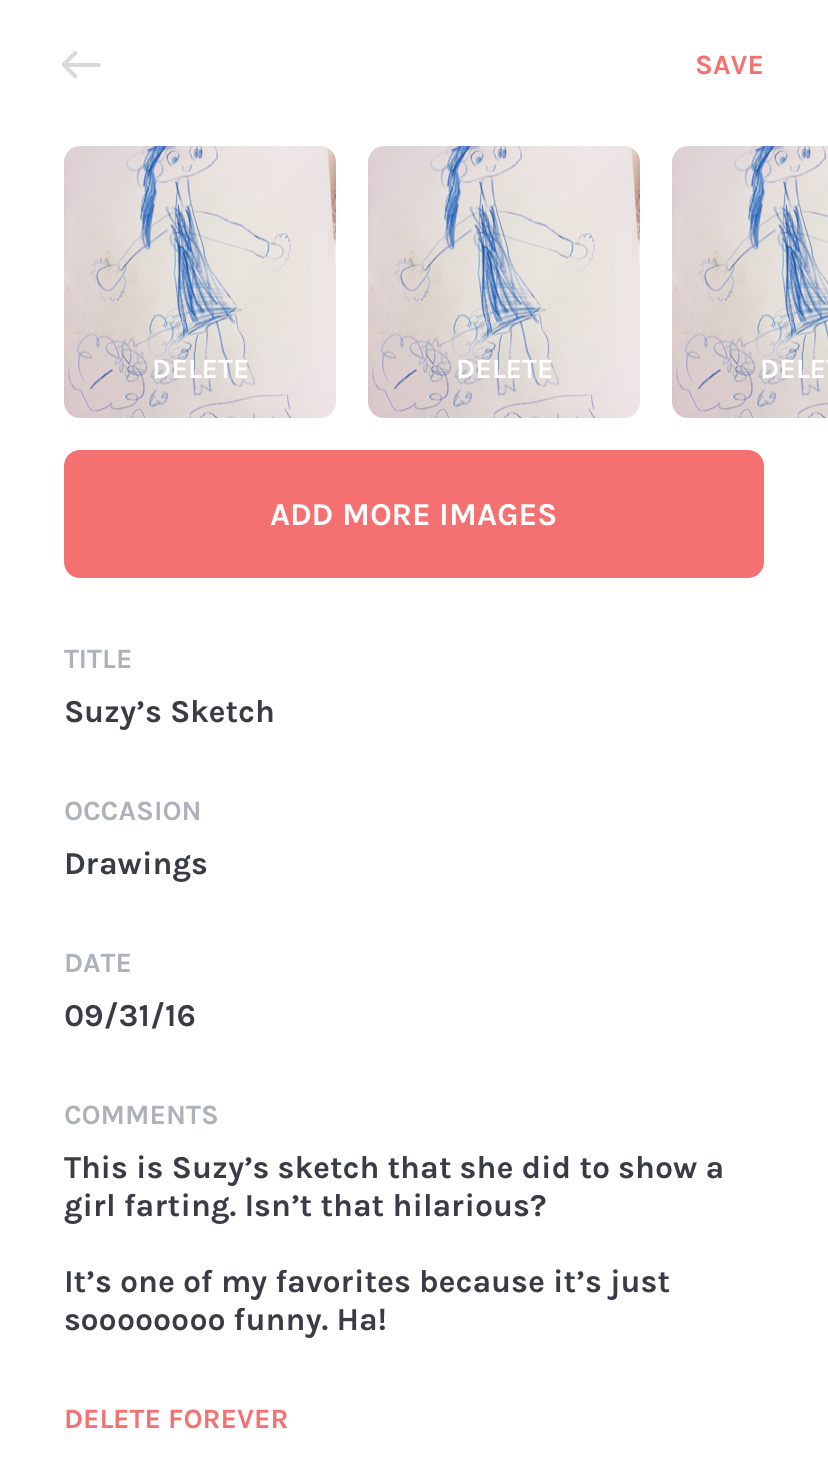 SAVE
DELETE
DELETE
DELE
ADD MORE IMAGES
TITLE
Suzy’s Sketch
OCCASION
Drawings
DATE
09/31/16
COMMENTS
This is Suzy’s sketch that she did to show a
girl farting. Isn’t that hilarious?
It’s one of my favorites because it’s just
soooooooo funny. Ha!
DELETE FOREVER